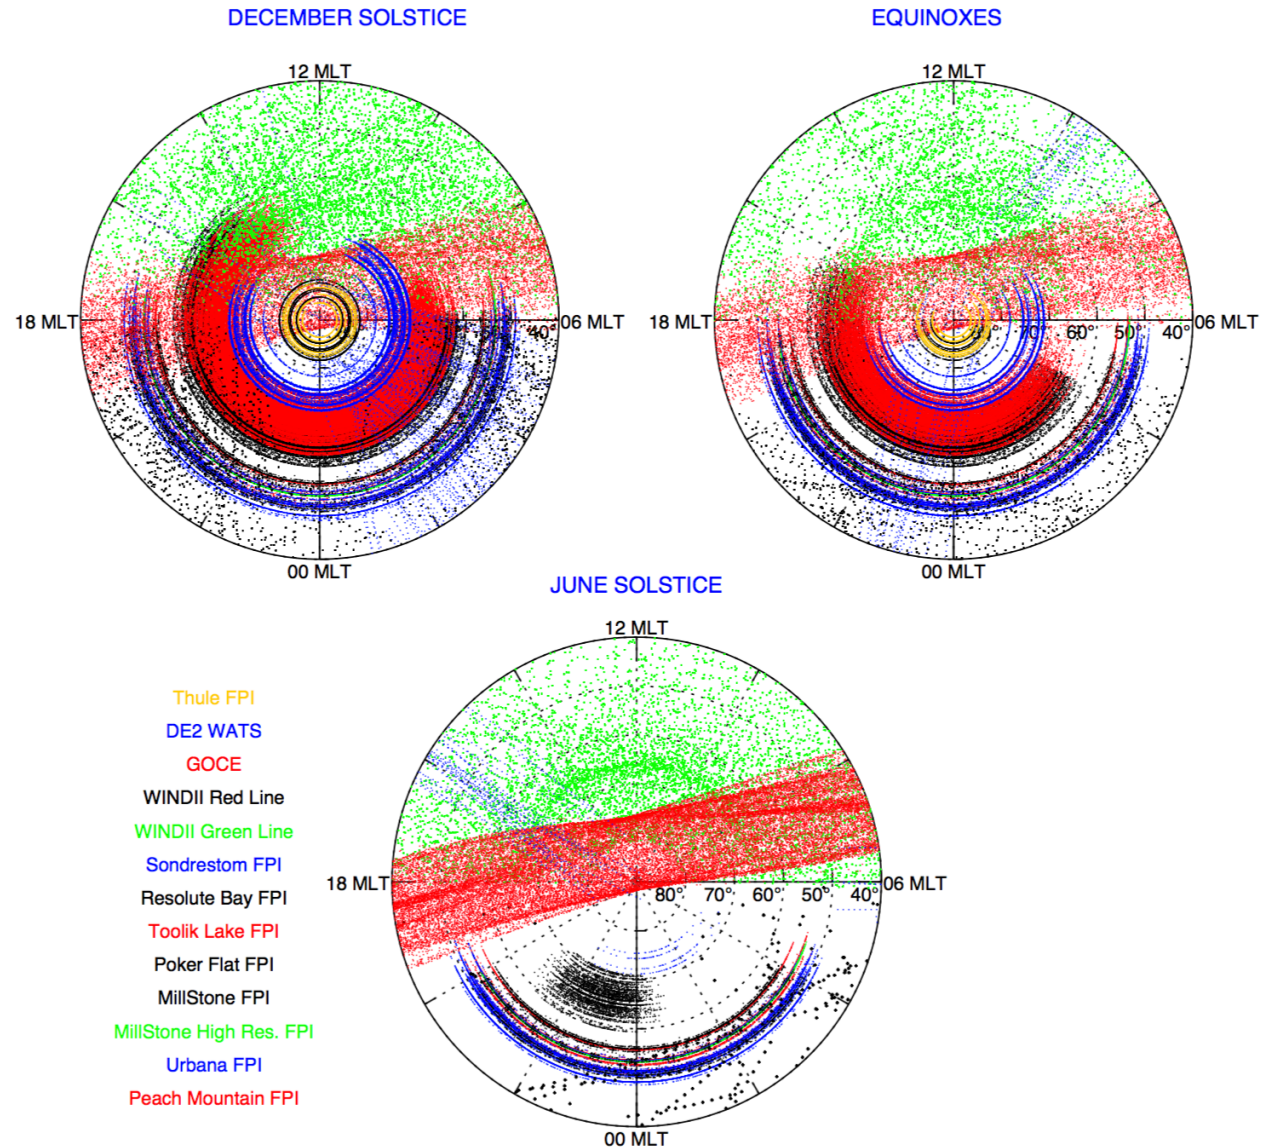 DECEMBER SOLSTICE
EQUINOXES
12 MLT
12 MLT
18 MLT
40°
06 MLT
18 MLT
70°
60°
50°
40°
06 MLT
00 MLT
00 MLT
JUNE SOLSTICE
12 MLT
Thule FPI
DE2 WATS
GOCE
WINDII Red Line
WINDII Green Line
Sondrestom FPI
Resolute Bay FPI
Toolik Lake FPI
Poker Flat FPI
MillStone FPI
MillStone High Res. FPI
Urbana FPI
Peach Mountain FPI
18 MLT
80°
70°
60°
50°
40°
06 MLT
00 MLT